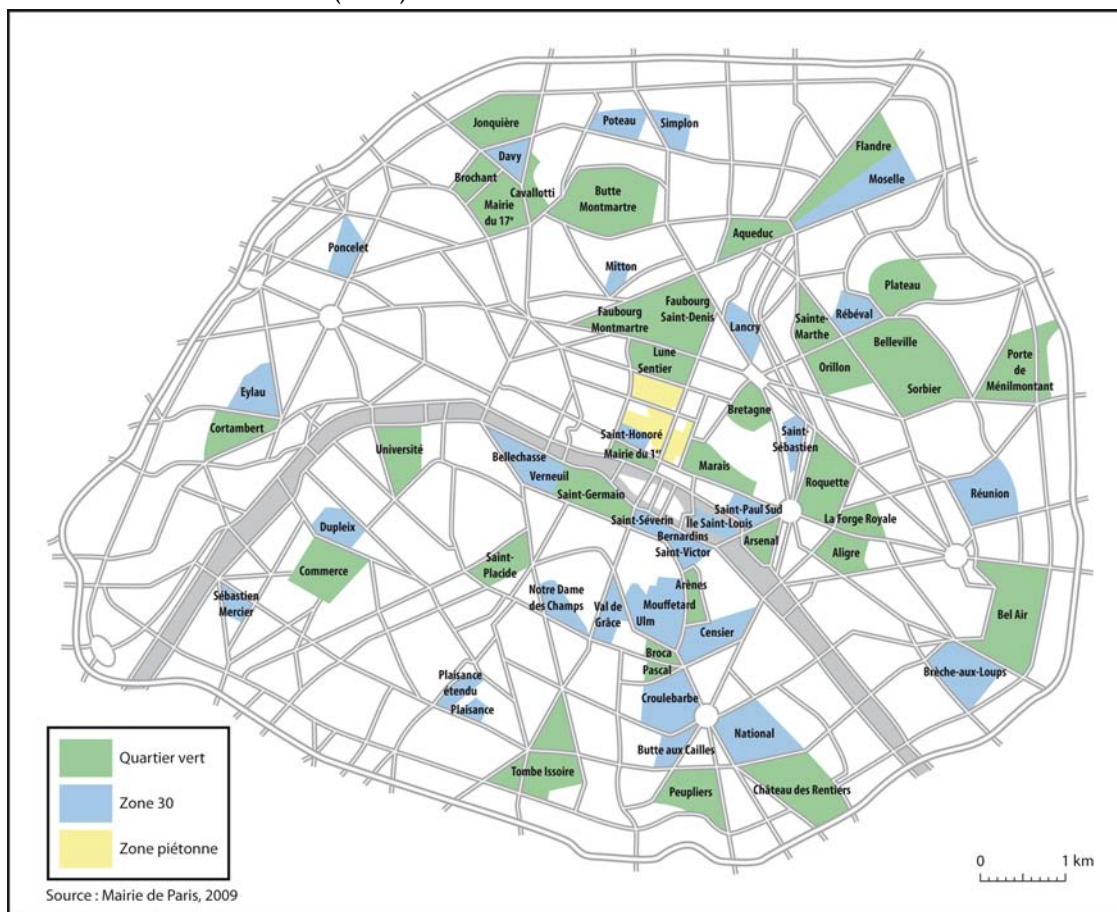 Jonquière
Poteau
Simplon
Davy
Flandre
Brochant
Moselle
Cavallotti
Butte
Montmartre
Mairie
du 17e
Aqueduc
Poncelet
Mitton
Plateau
Faubourg
Saint-Denis
Faubourg
Montmartre
Lancry
Sainte-
Marthe
Rébéval
Belleville
Lune
Sentier
Orillon
Porte
de
Ménilmontant
Sorbier
Eylau
Bretagne
Cortambert
Saint-Honoré
Saint-
Sébastien
Université
Bellechasse
Mairie du 1er
Marais
Verneuil
Roquette
Réunion
Saint-Germain
Saint-Paul Sud
La Forge Royale
Saint-Séverin
Île Saint-Louis
Dupleix
Bernardins
Arsenal
Saint-Victor
Aligre
Saint-
Placide
Commerce
Arènes
Notre Dame
des Champs
Val de
Grâce
Mouffetard
Ulm
Sébastien
Mercier
Censier
Bel Air
Broca
Pascal
Brèche-aux-Loups
Plaisance
étendu
Plaisance
Croulebarbe
National
Butte aux Cailles
Tombe Issoire
Peupliers
Château des Rentiers
Quartier vert
Zone 30
Zone piétonne
0 1 km
Source : Mairie de Paris, 2009